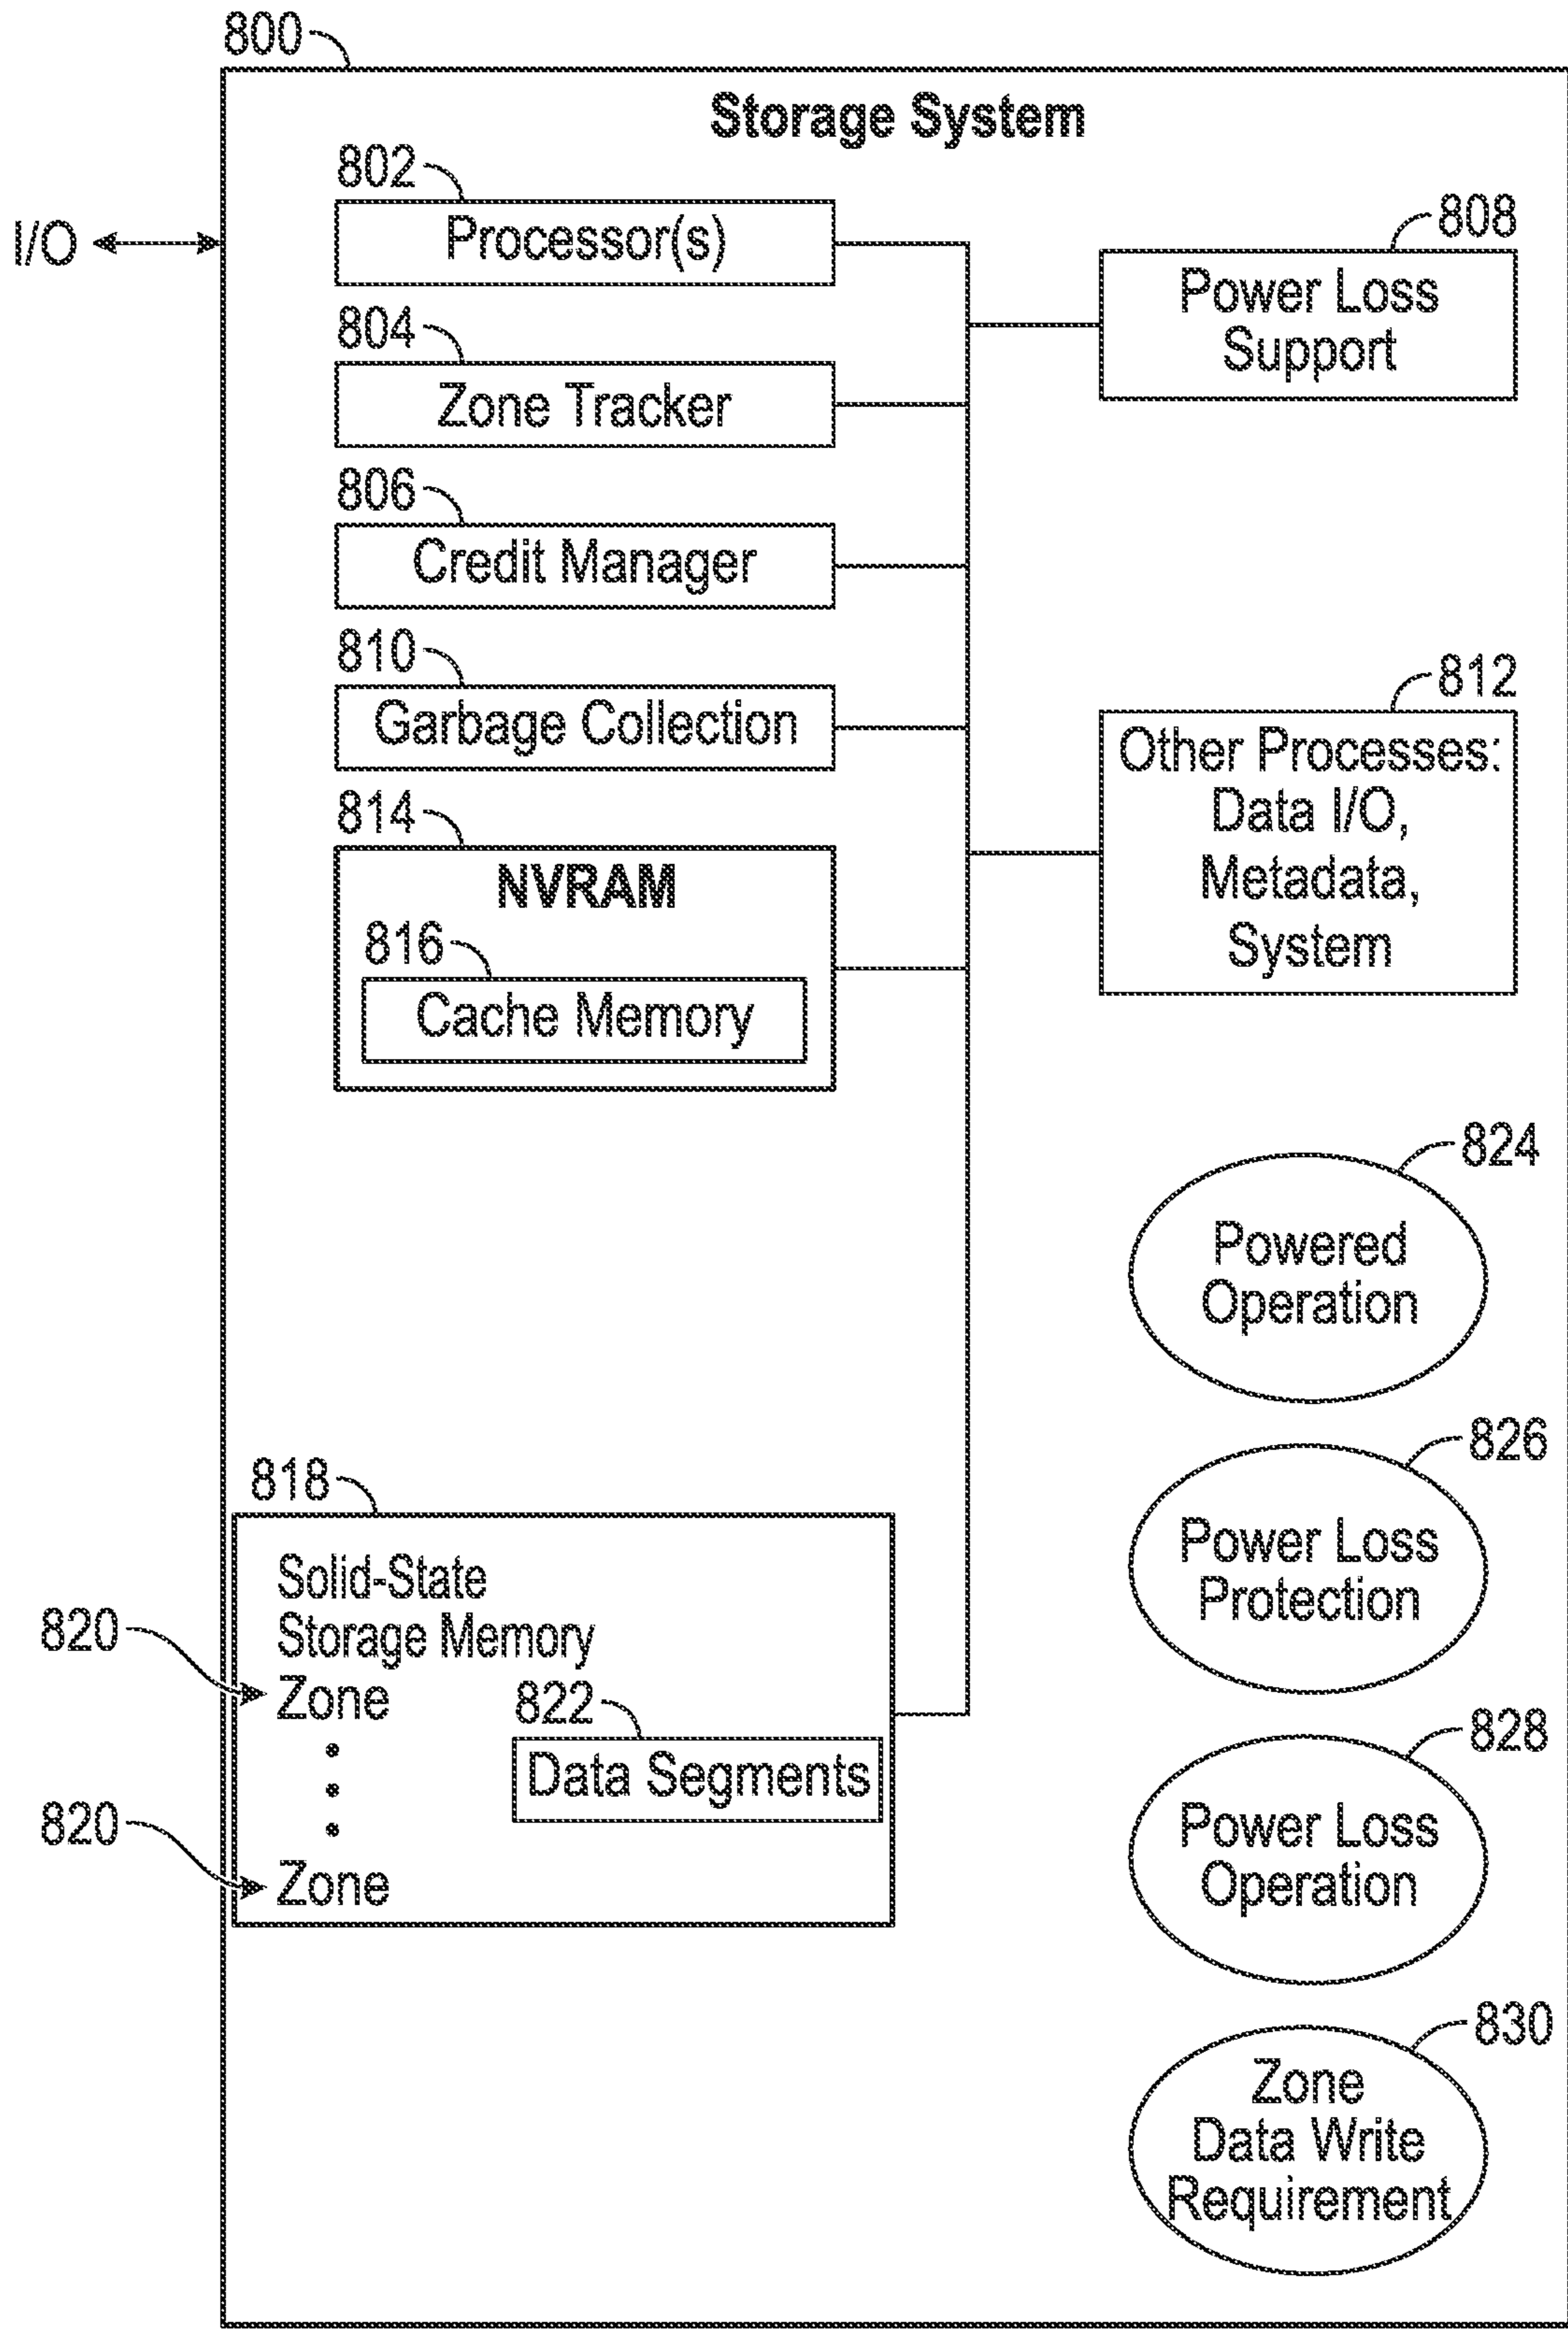 800
Storage System
I/O
802
Processor(s)
808
Power Loss
Support
804
Zone Tracker
806
Credit Manager
810
Garbage Collection
812
Other Processes:
Data I/O,
Metadata,
System
814
NVRAM
816
Cache Memory
824
Powered
Operation
826
Power Loss
Protection
818
Solid-State
Storage Memory
820
Zone
822
Data Segments
820
Zone
828
Power Loss
Operation
830
Zone
Data Write
Requirement